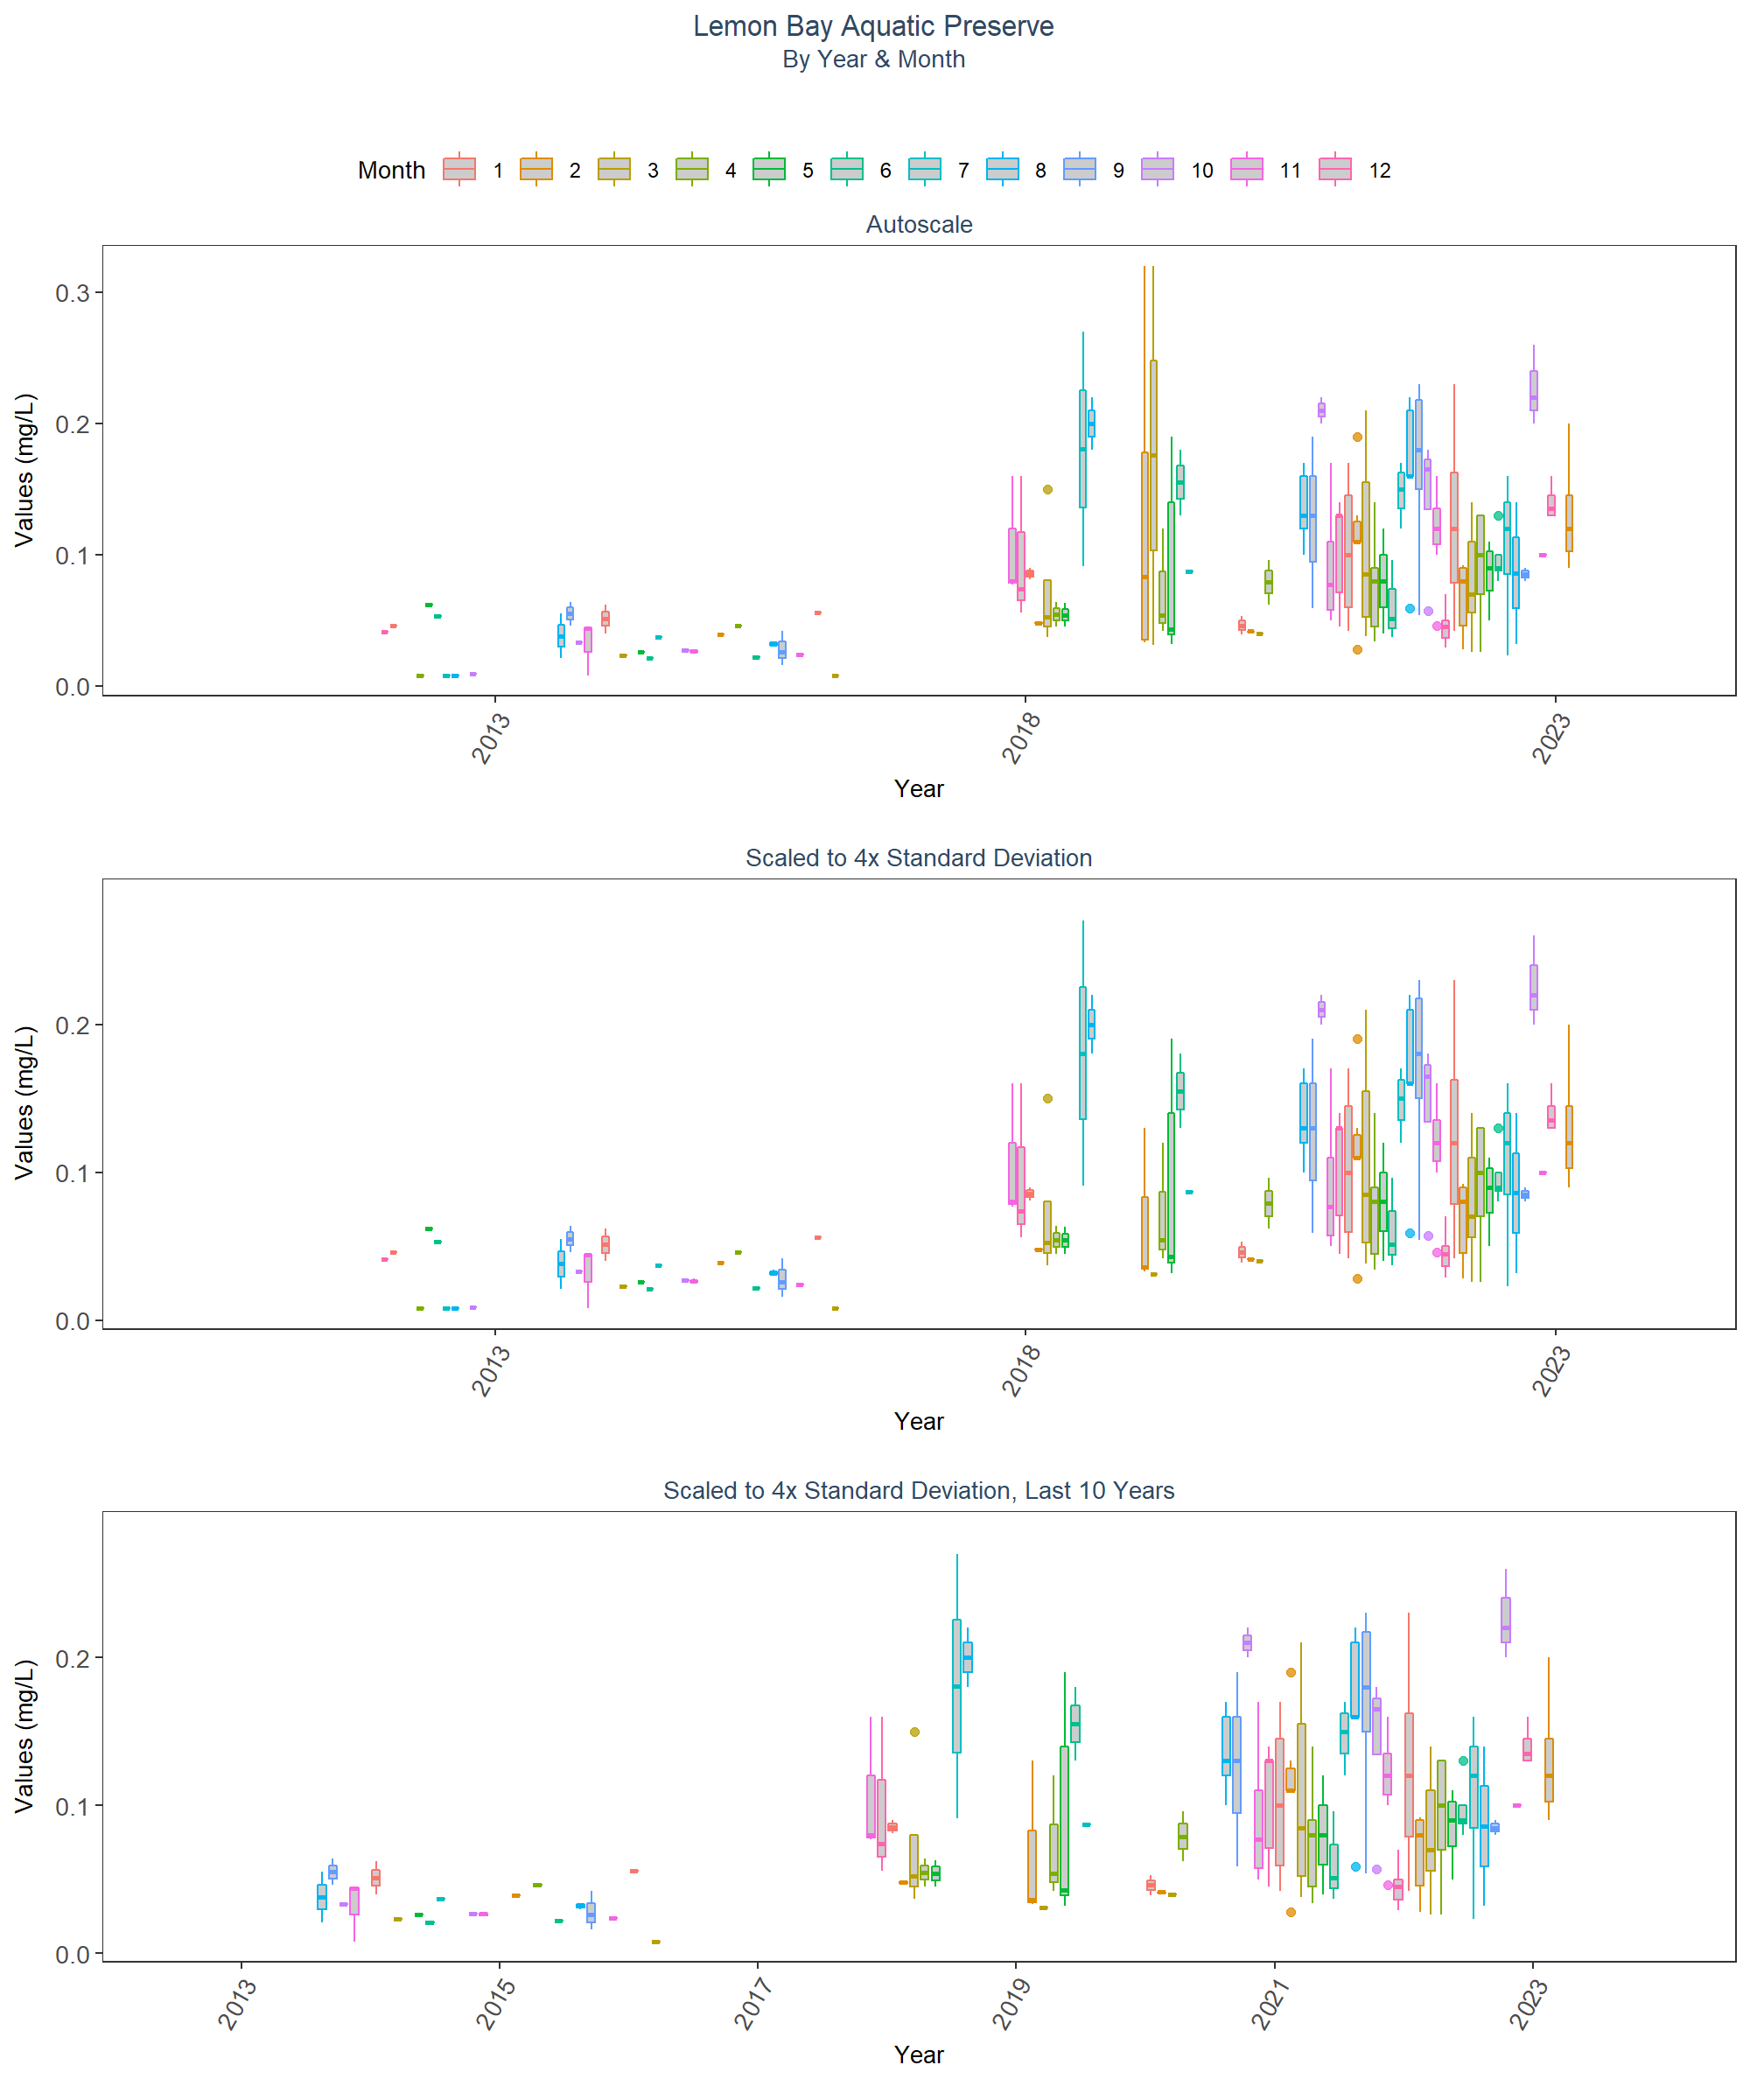 Lemon Bay Aquatic Preserve
By Year & Month
Month 1 2 3 4 5 6 7 8 9 10 11 12
Autoscale
Values (mg/L)
0.3
0.2
0.1
0.0
2013 2018 2023
Year
Scaled to 4x Standard Deviation
Values (mg/L)
0.2
0.1
0.0
2013 2018 2023
Year
Scaled to 4x Standard Deviation, Last 10 Years
Values (mg/L)
0.2
0.1
0.0
2013 2015 2017 2019 2021 2023
Year